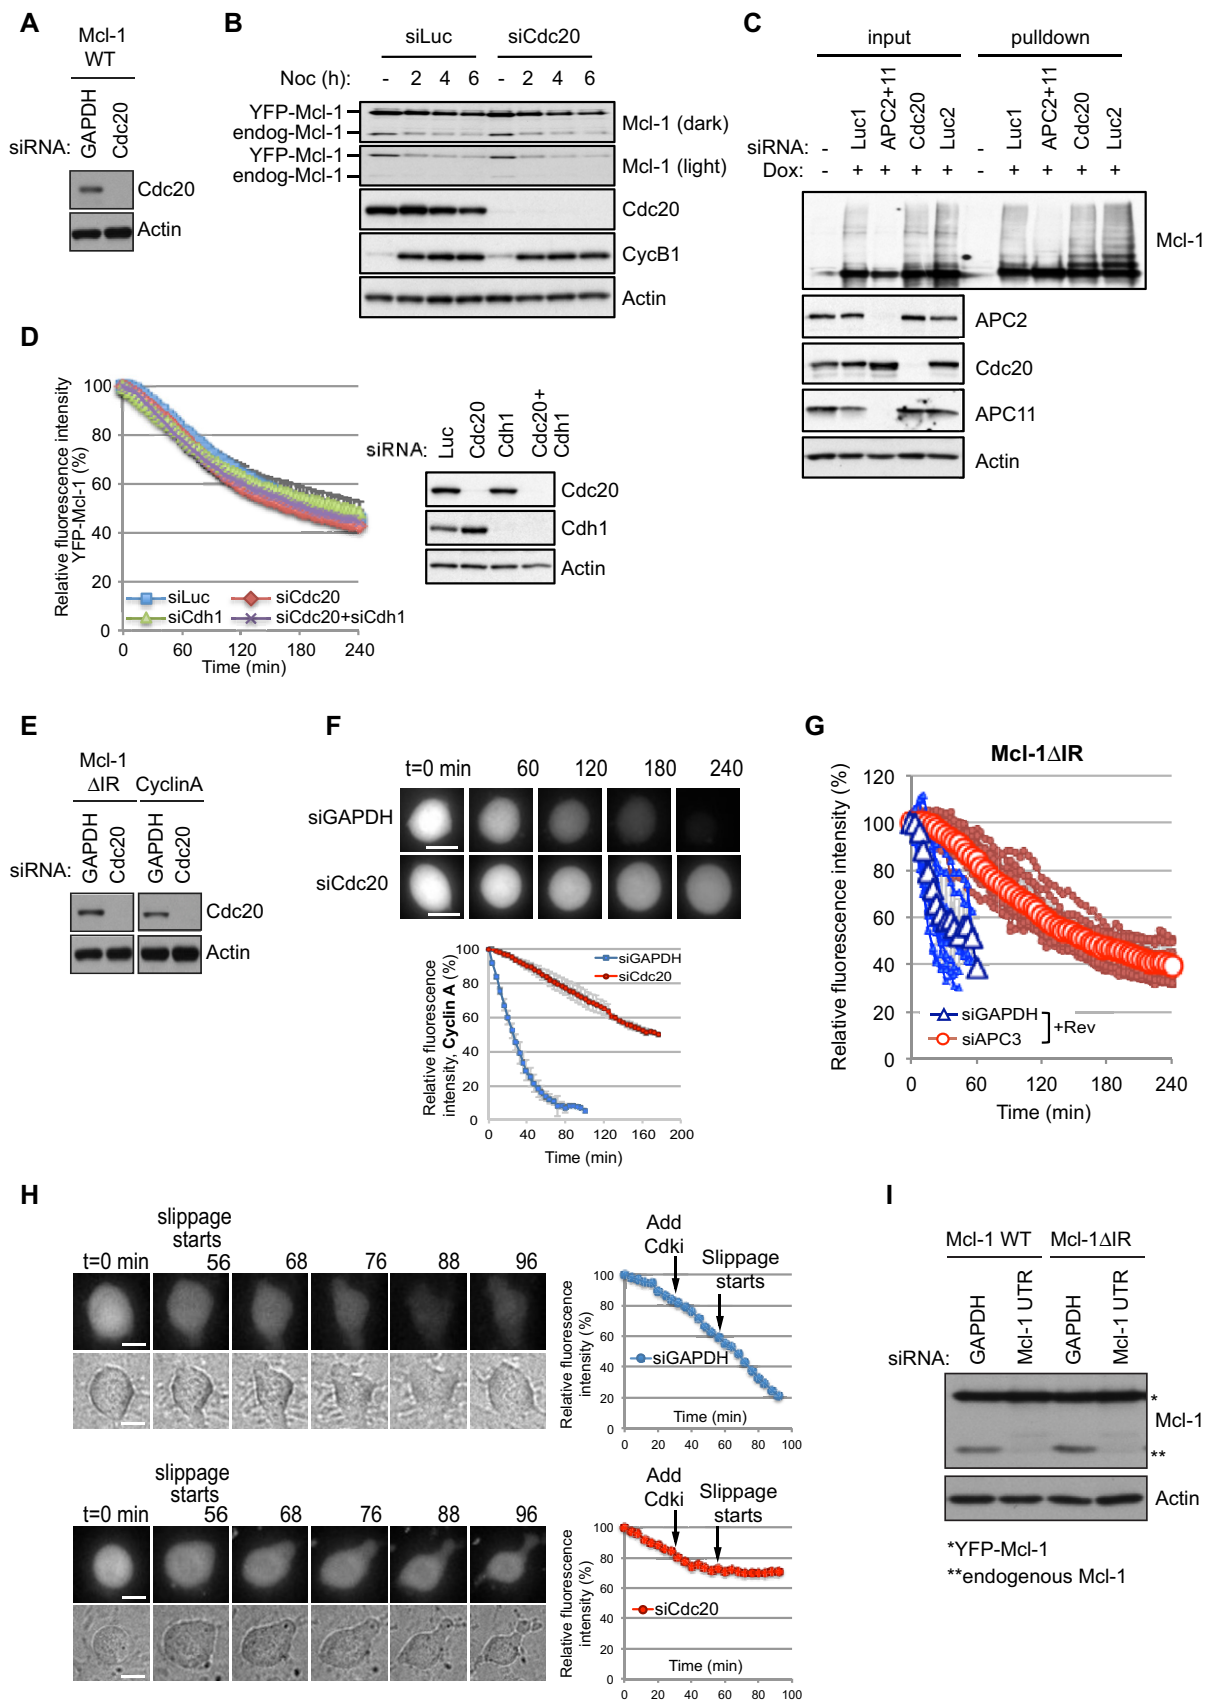 A
Mcl-1
WT
siRNA:
GAPDH
Cdc20
Cdc20
Actin
B
siLuc siCdc20
Noc (h): - 2 4 6 - 2 4 6
YFP-Mcl-1
endog-Mcl-1
Mcl-1 (dark)
YFP-Mcl-1
endog-Mcl-1
Mcl-1 (light)
Cdc20
CycB1
Actin
C
input pulldown
siRNA: - Luc1 APC2+11 Cdc20 Luc2 - Luc1 APC2+11 Cdc20 Luc2
Dox: - + + + + - + + + +
Mcl-1
APC2
Cdc20
APC11
Actin
D
Relative fluorescence intensity
YFP-Mcl-1 (%)
100
80
60
40
20
0
siLuc siCdc20
siCdh1 siCdc20+siCdh1
0 60 120 180 240
Time (min)
siRNA: Luc Cdc20 Cdh1 Cdc20+
Cdh1
Cdc20
Cdh1
Actin
E
Mcl-1
ΔIR CyclinA
siRNA: GAPDH Cdc20 GAPDH Cdc20
Cdc20
Actin
F
t=0 min 60 120 180 240
siGAPDH
siCdc20
Relative fluorescence
intensity, Cyclin A (%)
100
80
60
40
20
0
siGAPDH
siCdc20
0 40 80 120 160 200
Time (min)
G
Mcl-1ΔIR
Relative fluorescence intensity (%)
120
100
80
60
40
20
0
siGAPDH
siAPC3
+Rev
0 60 120 180 240
Time (min)
H
slippage
starts
t=0 min 56 68 76 88 96
Add
Cdki
Slippage
starts
Relative fluorescence
intensity (%)
100
80
60
40
20
0
siGAPDH
Time (min)
0 20 40 60 80 100
slippage
starts
t=0 min 56 68 76 88 96
Add
Cdki
Slippage
starts
Relative fluorescence
intensity (%)
100
80
60
40
20
0
siCdc20
Time (min)
0 20 40 60 80 100
I
Mcl-1 WT Mcl-1ΔIR
siRNA: GAPDH Mcl-1 UTR GAPDH Mcl-1 UTR
*
Mcl-1
**
Actin
*YFP-Mcl-1
**endogenous Mcl-1